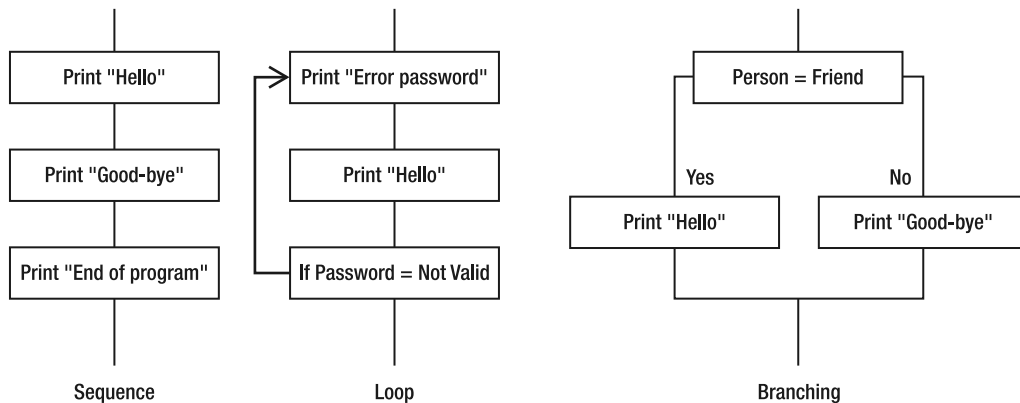 Print "Hello"
Print "Good-bye"
Print "End of program"
Sequence
Print "Error password"
Print "Hello"
If Password = Not Valid
Loop
Person = Friend
Yes
No
Print "Hello"
Print "Good-bye"
Branching